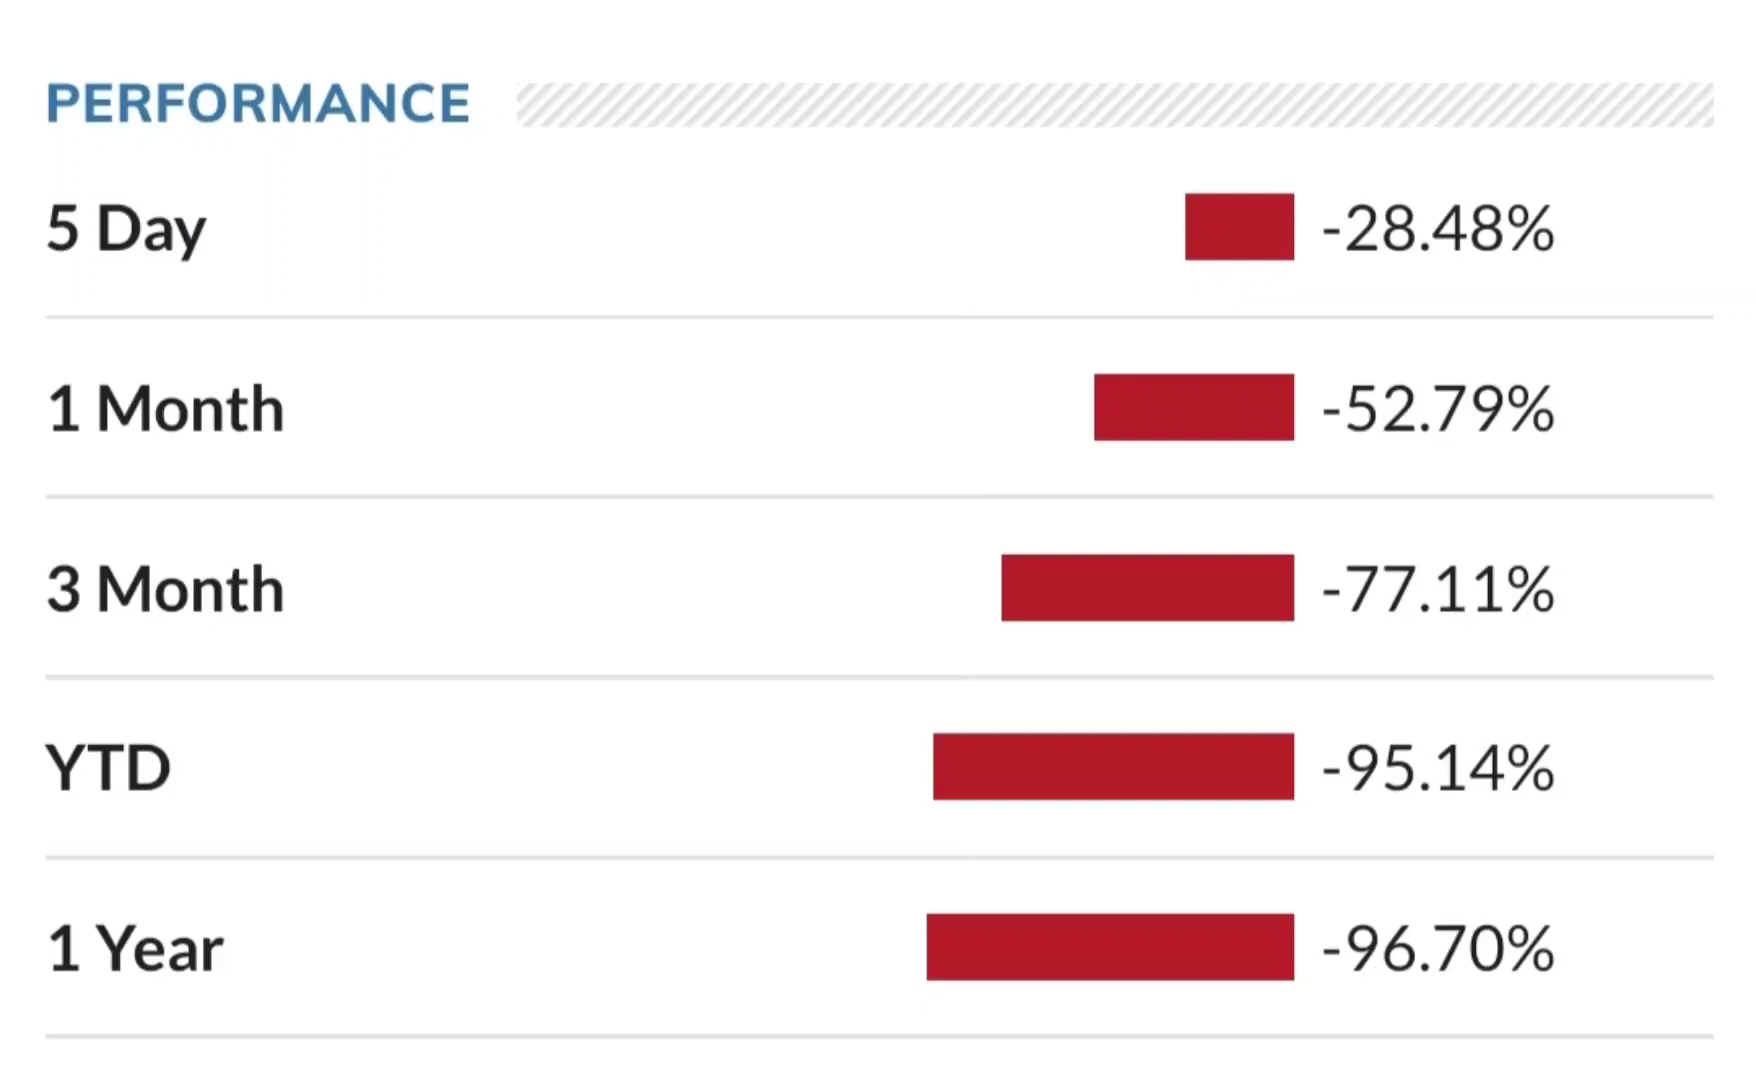 PERFORMANCE
5 Day -28.48%
1 Month -52.79%
3 Month -77.11%
YTD -95.14%
1 Year -96.70%